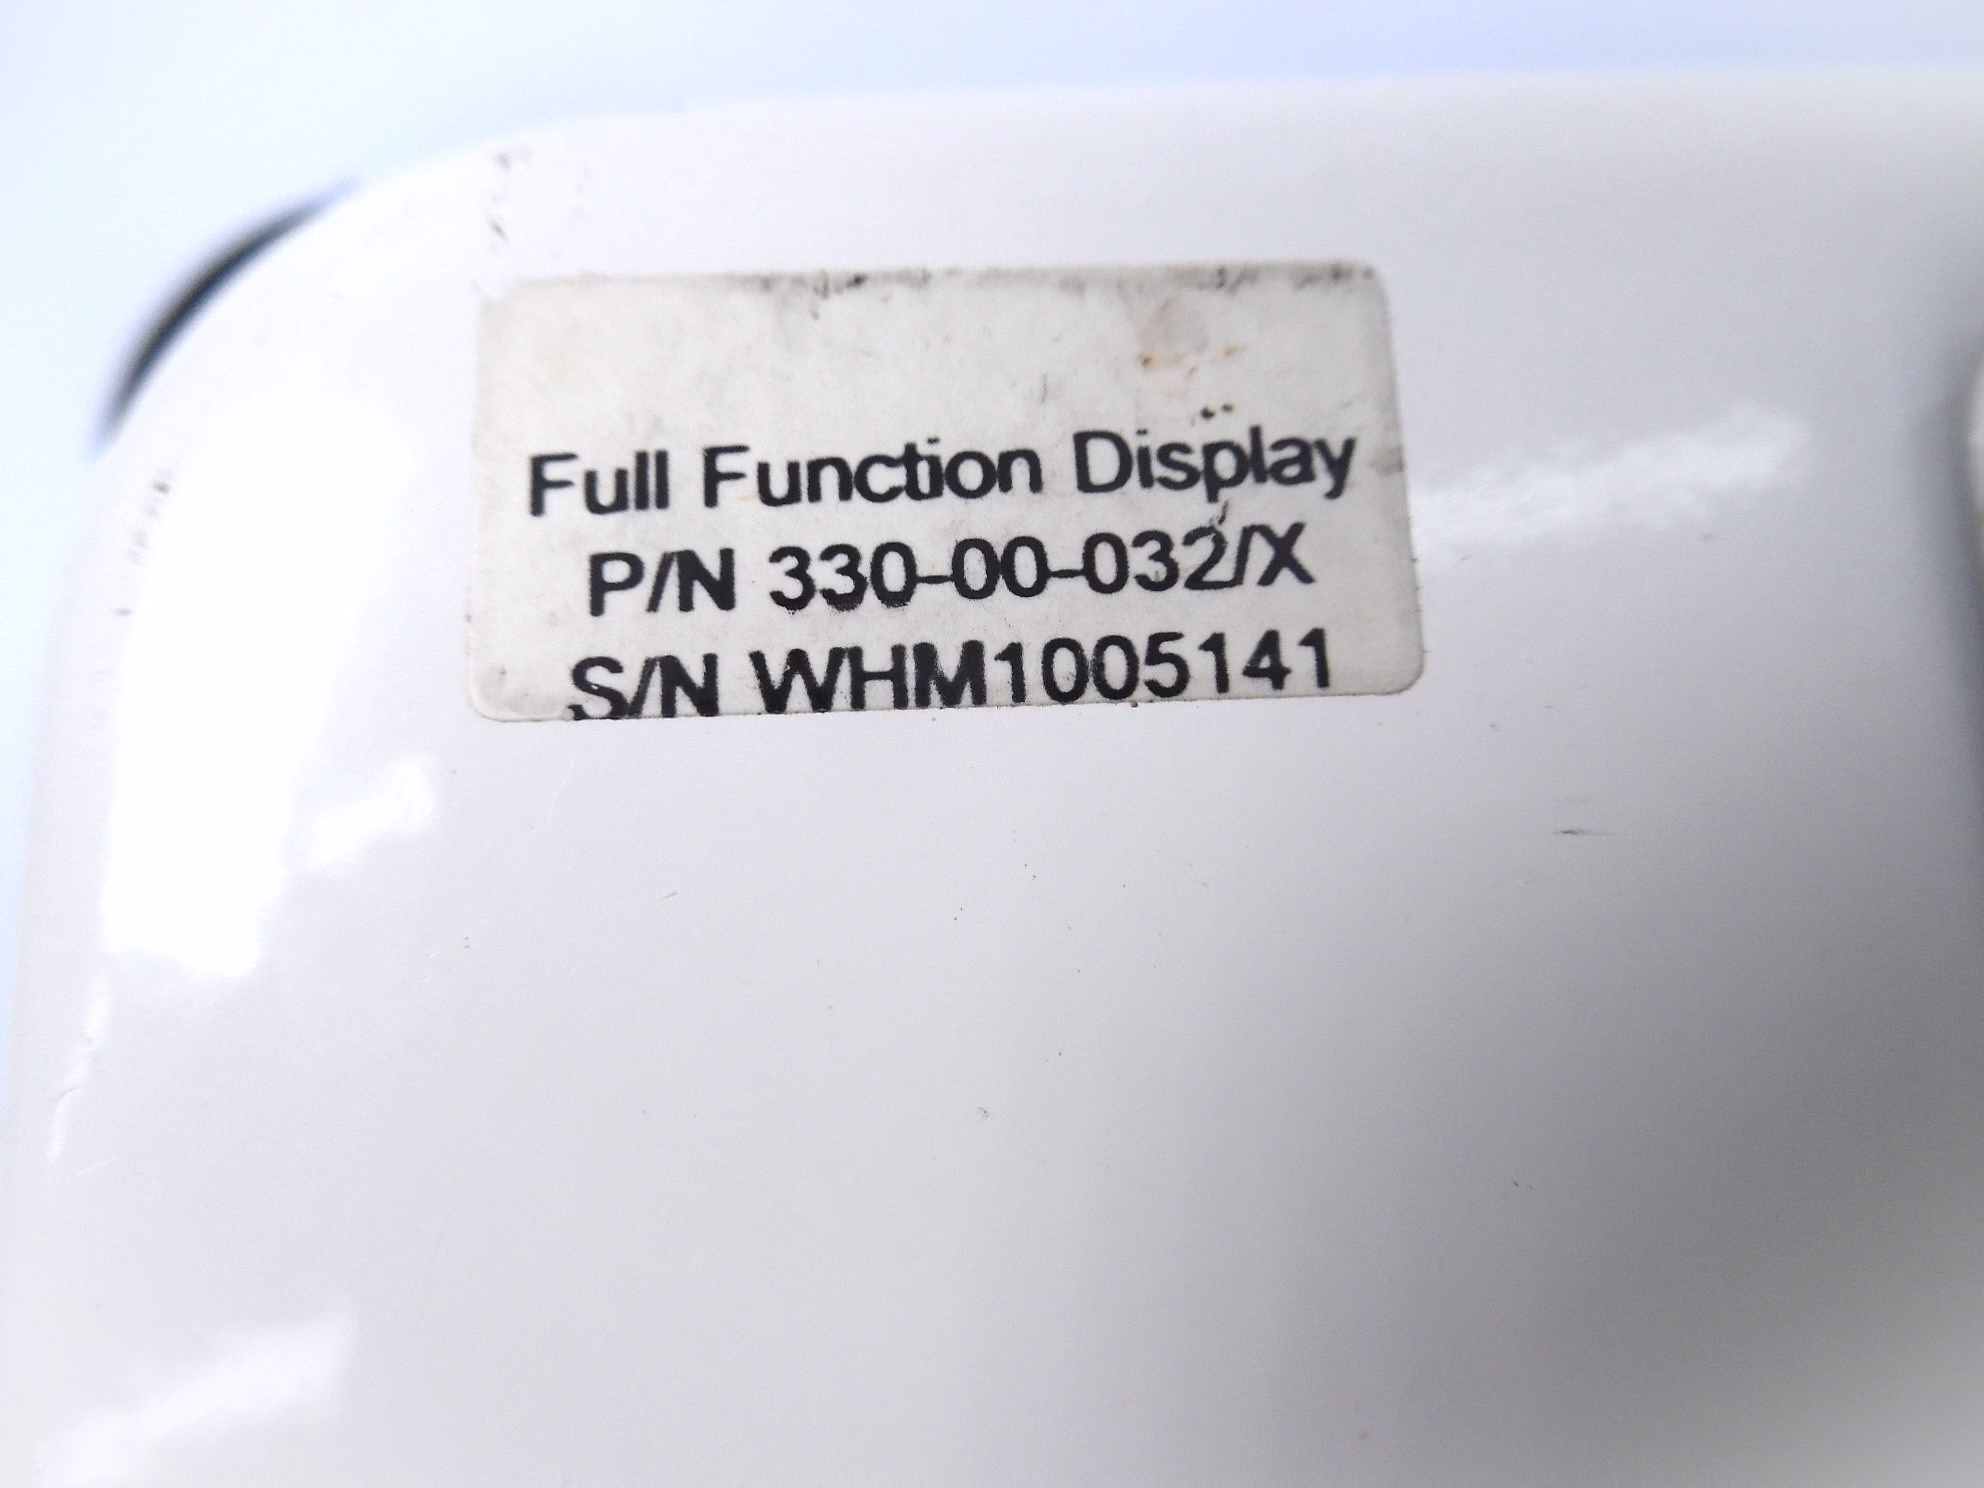 Full Function Display
P/N 330-00-032/X
S/N WHM1005141